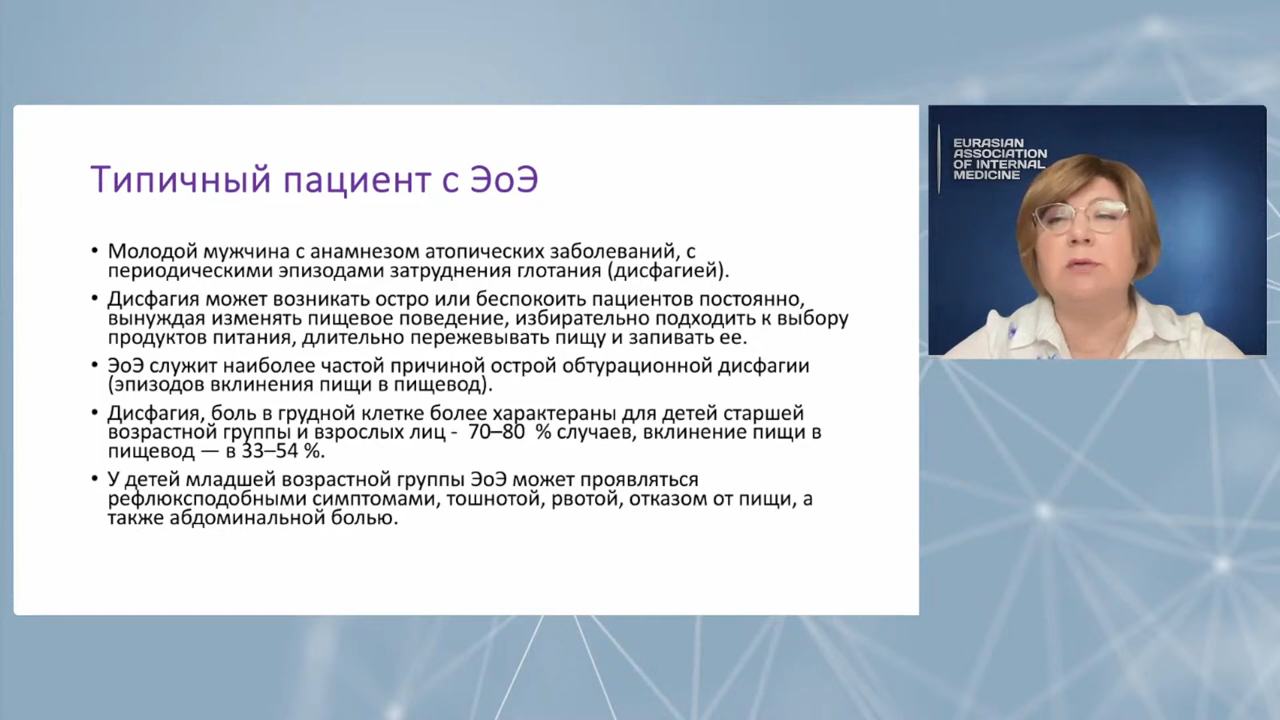 Типичный пациент с ЭоЭ
• Молодой мужчина с анамнезом атопических заболеваний, с
периодическими эпизодами затруднения глотания (дисфагией).
• Дисфагия может возникать остро или беспокоить пациентов постоянно,
вынуждая изменять пищевое поведение, избирательно подходить к выбору
продуктов питания, длительно пережевывать пищу и запивать ее.
• ЭоЭ служит наиболее частой причиной острой обтурационной дисфагии
(эпизодов вклинения пищи в пищевод).
• Дисфагия, боль в грудной клетке более характераны для детей старшей
возрастной группы и взрослых лиц - 70–80 % случаев, вклинение пищи в
пищевод — в 33–54 %.
• У детей младшей возрастной группы ЭоЭ может проявляться
рефлюксподобными симптомами, тошнотой, рвотой, отказом от пищи, а
также абдоминальной болью.
EURASIAN
ASSOCIATION
OF INTERNAL
MEDICINE